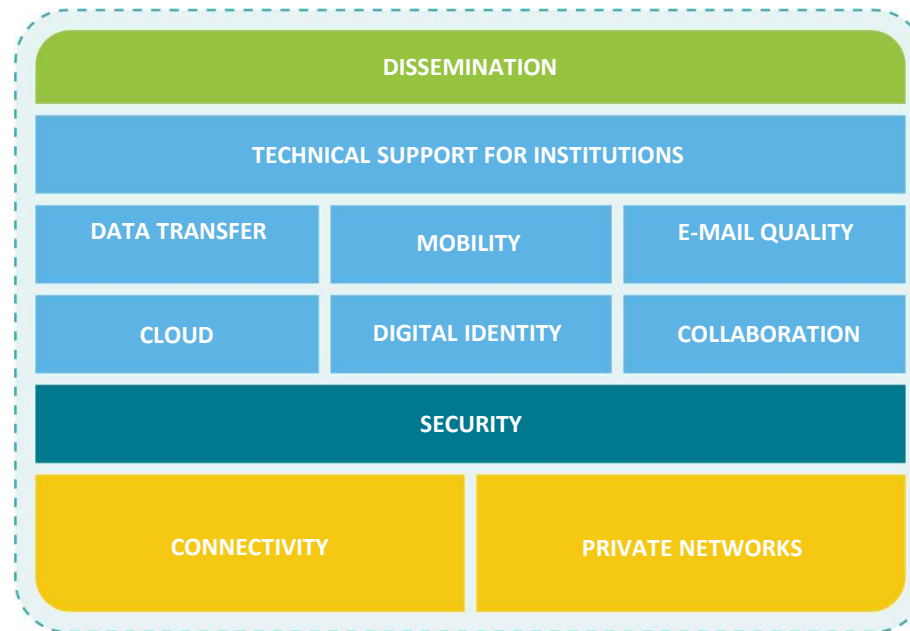 DISSEMINATION
TECHNICAL SUPPORT FOR INSTITUTIONS
DATA TRANSFER
MOBILITY
E-MAIL QUALITY
CLOUD
DIGITAL IDENTITY
COLLABORATION
SECURITY
CONNECTIVITY
PRIVATE NETWORKS